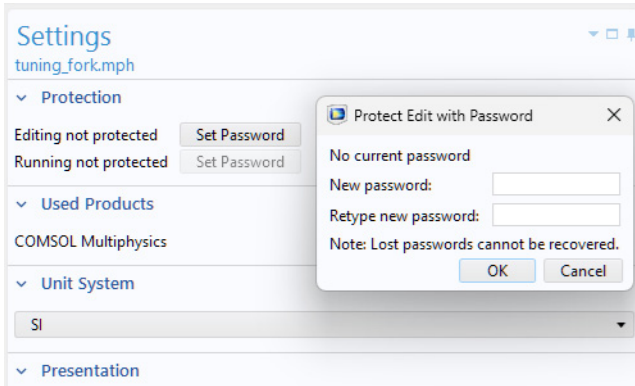 Settings
tuning_fork.mph
Protection
Editing not protected Set Password
Running not protected Set Password
Used Products
COMSOL Multiphysics
Unit System
SI
Presentation
Protect Edit with Password
No current password
New password:
Retype new password:
Note: Lost passwords cannot be recovered.
OK Cancel